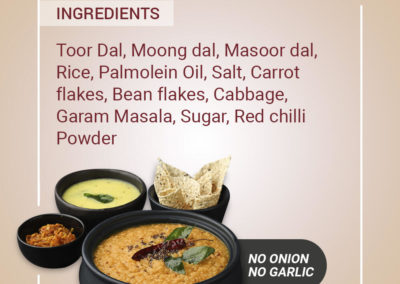 INGREDIENTS
Toor Dal, Moong dal, Masoor dal,
Rice, Palmolein Oil, Salt, Carrot
flakes, Bean flakes, Cabbage,
Garam Masala, Sugar, Red chilli
Powder
NO ONION
NO GARLIC